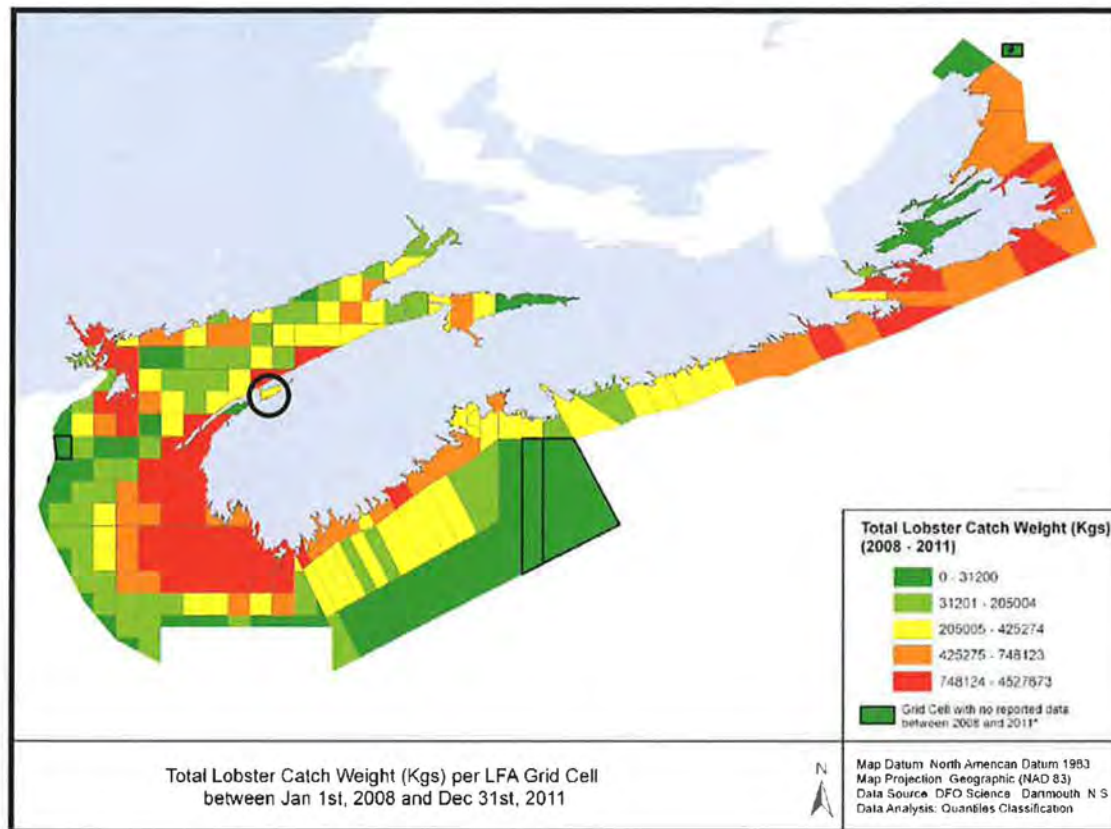 Total Lobster Catch Weight (Kgs)
(2008 - 2011)
0 - 31200
31201 - 205004
205005 - 425274
425275 - 748123
748124 - 4527673
Grid Cell with no reported data
between 2008 and 2011*
Total Lobster Catch Weight (Kgs) per LFA Grid Cell
between Jan 1st, 2008 and Dec 31st, 2011
N
Map Datum North American Datum 1983
Map Projection Geographic (NAD 83)
Data Source DFO Science Dartmouth N S
Data Analysis: Quantiles Classification